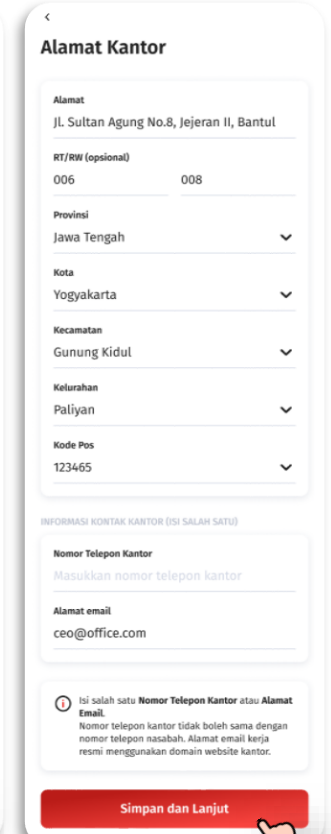 Alamat Kantor
Alamat
Jl. Sultan Agung No.8, Jejeran II, Bantul
RT/RW (opsional)
006 008
Provinsi
Jawa Tengah
Kota
Yogyakarta
Kecamatan
Gunung Kidul
Kelurahan
Paliyan
Kode Pos
123465
INFORMASI KONTAK KANTOR (ISI SALAH SATU)
Nomor Telepon Kantor
Masukkan nomor telepon kantor
Alamat email
ceo@office.com
Isi salah satu Nomor Telepon Kantor atau Alamat
Email.
Nomor telepon kantor tidak boleh sama dengan
nomor telepon nasabah. Alamat email kerja
resmi menggunakan domain website kantor.
Simpan dan Lanjut